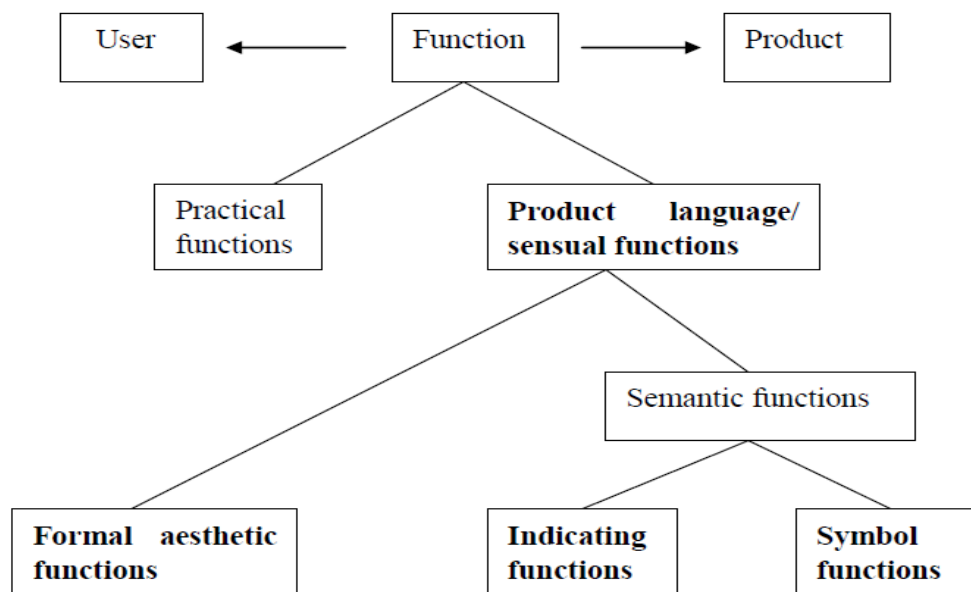 User
Function
Product
Practical
functions
Product language/
sensual functions
Semantic functions
Formal aesthetic
functions
Indicating
functions
Symbol
functions